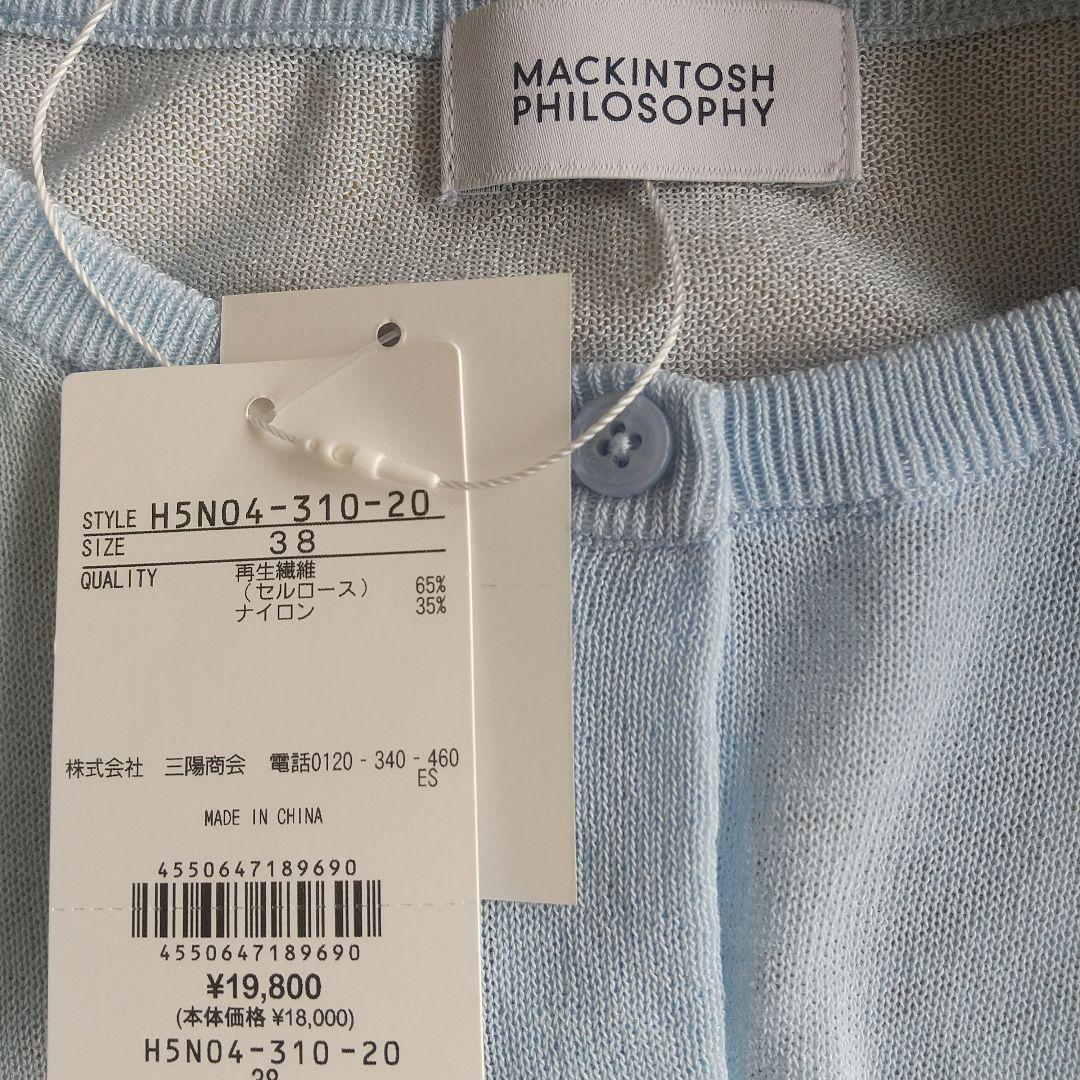 MACKINTOSH
PHILOSOPHY
STYLE H5N04-310-20
SIZE 38
QUALITY 再生繊維
(セルロース) 65%
ナイロン 35%
株式会社 三陽商会 電話0120-340-460
ES
MADE IN CHINA
4550647189690
4550647189690
¥19,800
(本体価格 ¥18,000)
H5N04-310-20
38